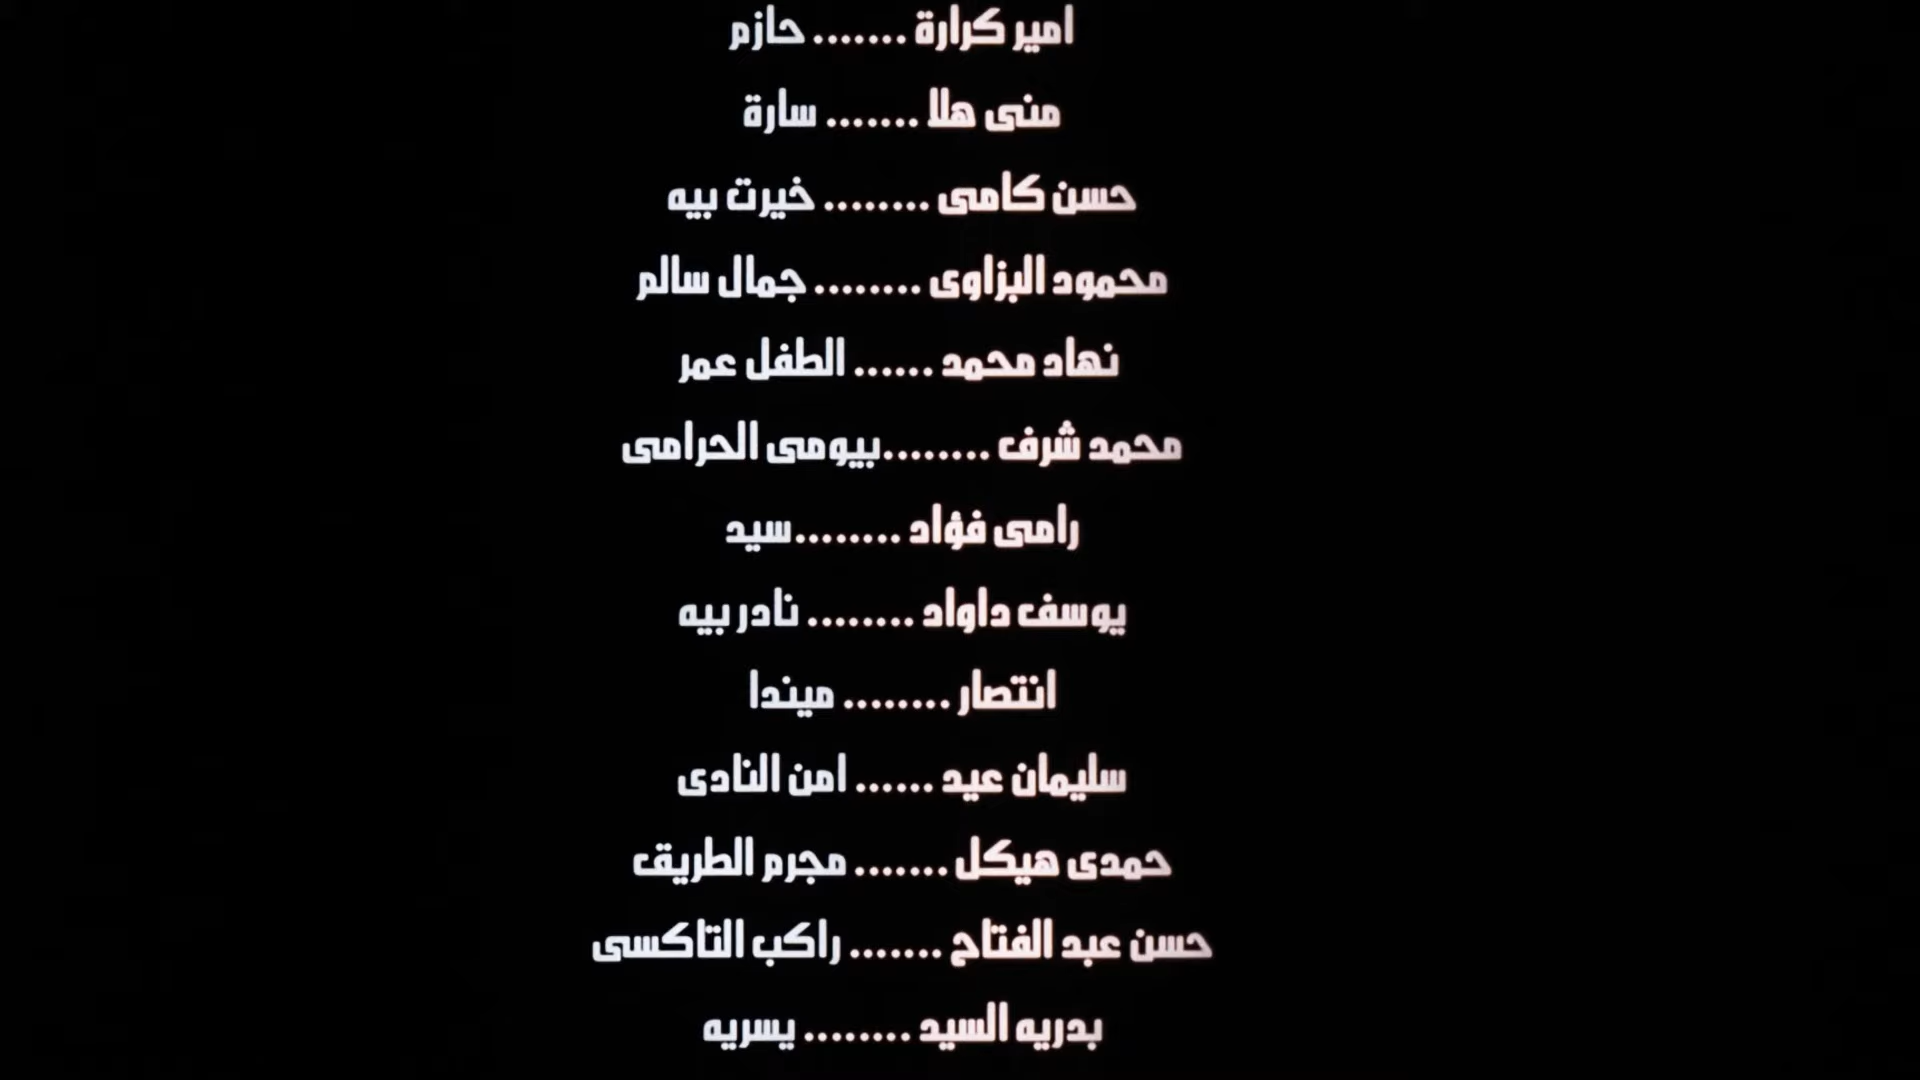 امير كرارة ....... حازم
منى هلا ....... سارة
حسن كامى ........ خيرت بيه
محمود البزاوى ........ جمال سالم
نهاد محمد ...... الطفل عمر
محمد شرف ........بيومى الحرامى
رامى فؤاد ........سيد
يوسف داواد ........ نادر بيه
انتصار ........ ميندا
سليمان عيد ...... امن النادى
حمدى هيكل ....... مجرم الطريق
حسن عبد الفتاح ....... راكب التاكسى
بدريه السيد ........ يسريه